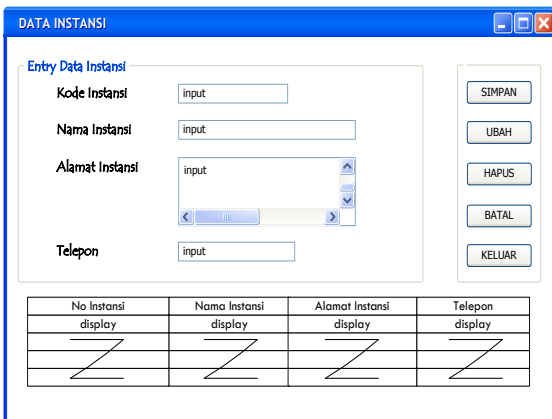 DATA INSTANSI
Entry Data Instansi
Kode Instansi input
Nama Instansi input
Alamat Instansi input
Telepon input
SIMPAN
UBAH
HAPUS
BATAL
KELUAR
No Instansi Nama Instansi Alamat Instansi Telepon
display display display display